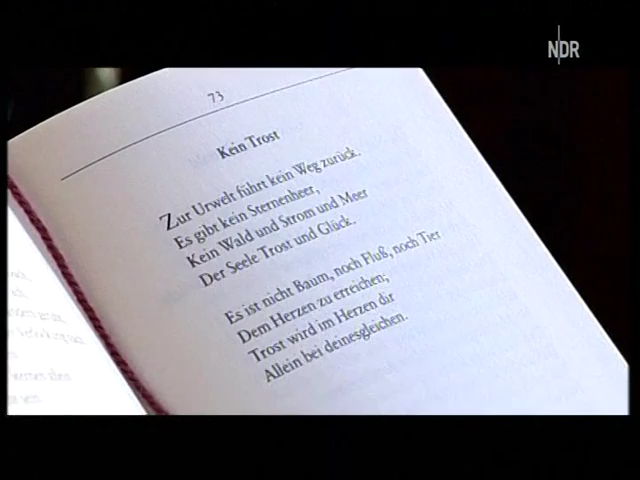 NDR
73
Kein Trost
Zur Urwelt führt kein Weg zurück.
Es gibt kein Sternenheer,
Kein Wald und Strom und Meer
Der Seele Trost und Glück.
Es ist nicht Baum, noch Fluß, noch Tier
Dem Herzen zu erreichen;
Trost wird im Herzen dir
Allein bei deinesgleichen.